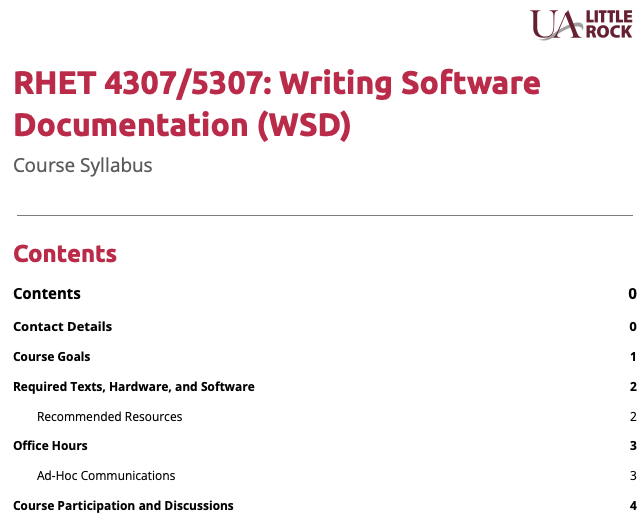 UA LITTLE
ROCK
RHET 4307/5307: Writing Software
Documentation (WSD)
Course Syllabus
Contents
Contents 0
Contact Details 0
Course Goals 1
Required Texts, Hardware, and Software 2
Recommended Resources 2
Office Hours 3
Ad-Hoc Communications 3
Course Participation and Discussions 4